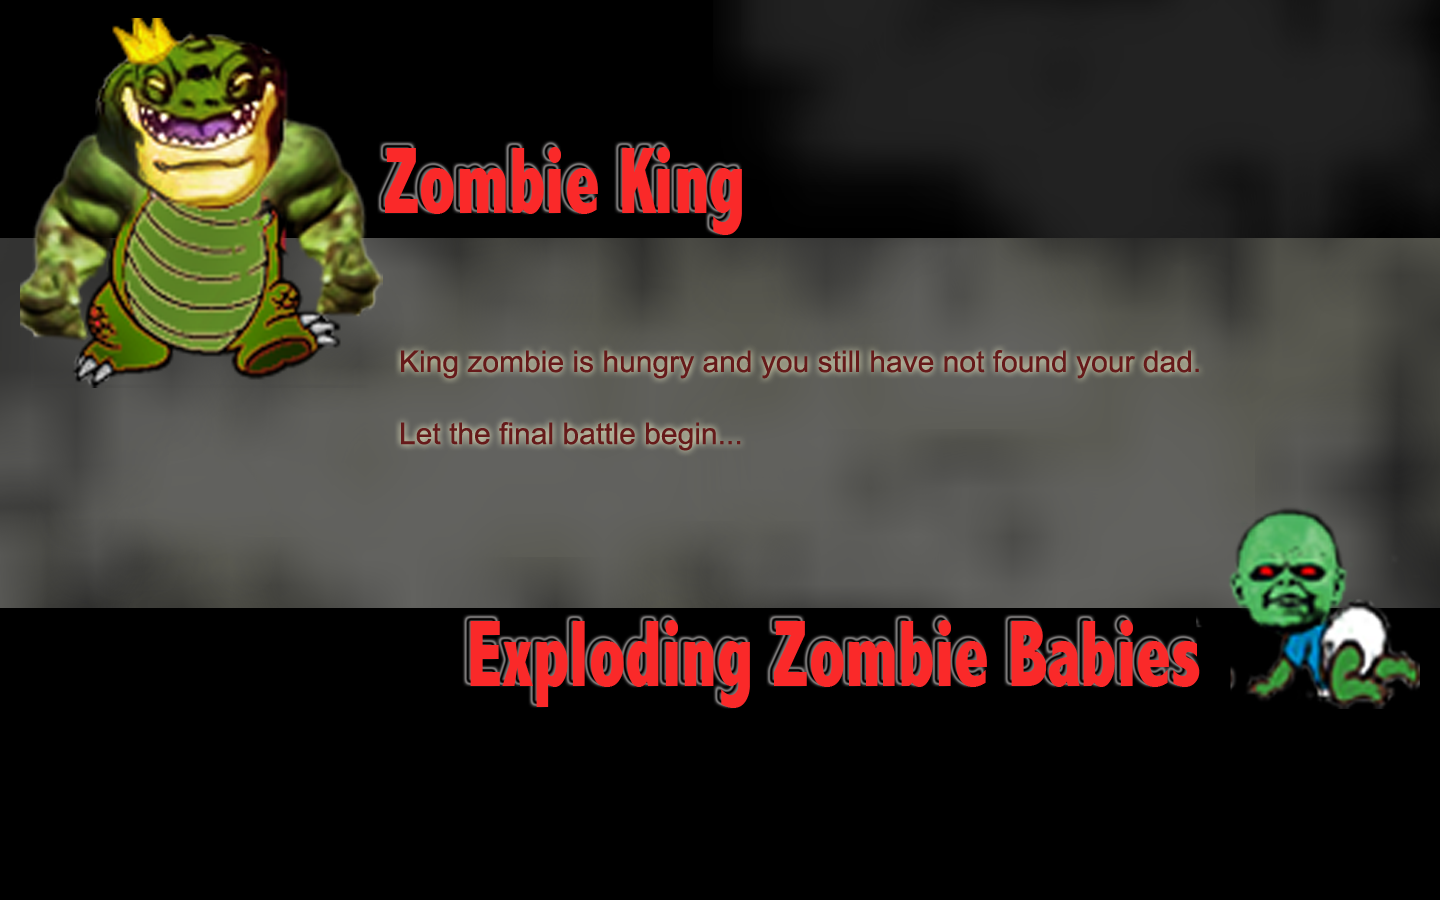 Zombie King
King zombie is hungry and you still have not found your dad.
Let the final battle begin...
Exploding Zombie Babies